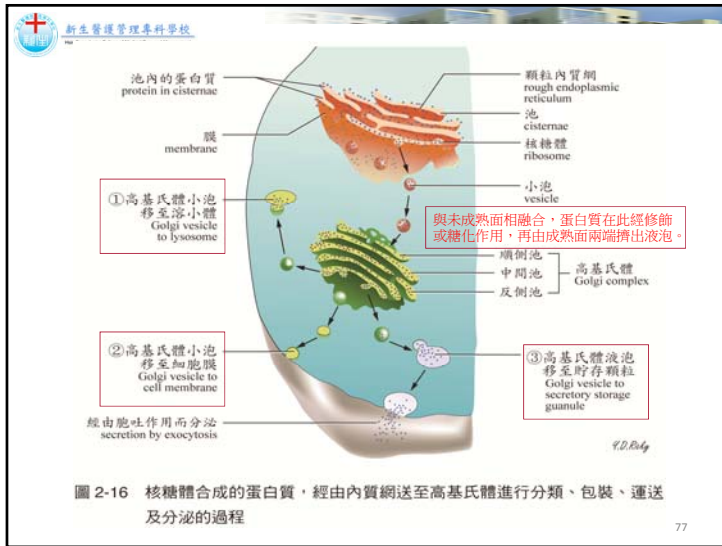 新生醫護管理專科學校
池內的蛋白質
protein in cisternae
膜
membrane
顆粒內質網
rough endoplasmic
reticulum
池
cisternae
核糖體
ribosome
小泡
vesicle
與未成熟面相融合，蛋白質在此經修飾
或糖化作用，再由成熟面兩端擠出液泡。
①高基氏體小泡
移至溶小體
Golgi vesicle
to lysosome
順側池
中間池
反側池
高基氏體
Golgi complex
②高基氏體小泡
移至細胞膜
Golgi vesicle to
cell membrane
③高基氏體液泡
移至貯存顆粒
Golgi vesicle to
secretory storage
guanule
經由胞吐作用而分泌
secretion by exocytosis
Y.D.Richy
圖 2-16 核糖體合成的蛋白質，經由內質網送至高基氏體進行分類、包裝、運送
及分泌的過程
77